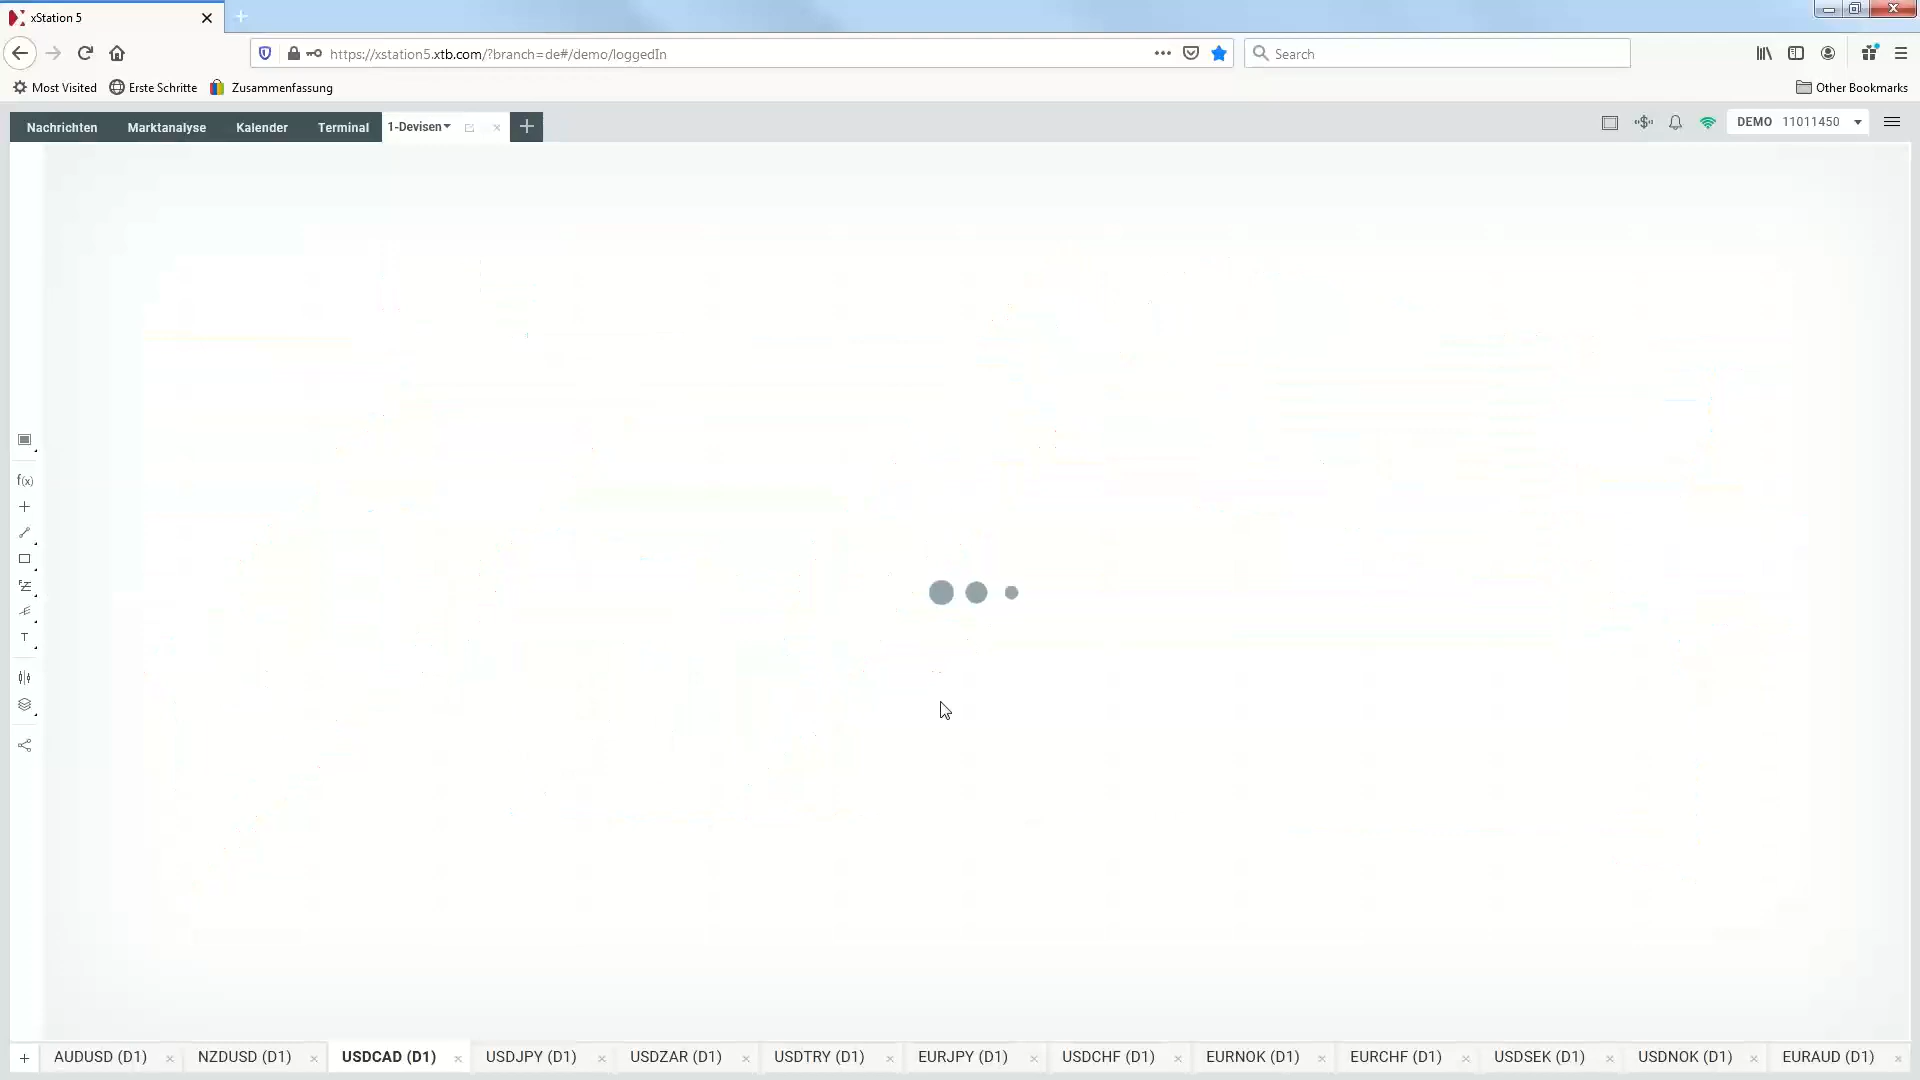 xStation 5
https://xstation5.xtb.com/?branch=de#/demo/loggedIn
Search
Most Visited
Erste Schritte
Zusammenfassung
Other Bookmarks
Nachrichten
Marktanalyse
Kalender
Terminal
1-Devisen
DEMO 11011450
f(x)
T
AUDUSD (D1)
NZDUSD (D1)
USDCAD (D1)
USDJPY (D1)
USDZAR (D1)
USDTRY (D1)
EURJPY (D1)
USDCHF (D1)
EURNOK (D1)
EURCHF (D1)
USDSEK (D1)
USDNOK (D1)
EURAUD (D1)